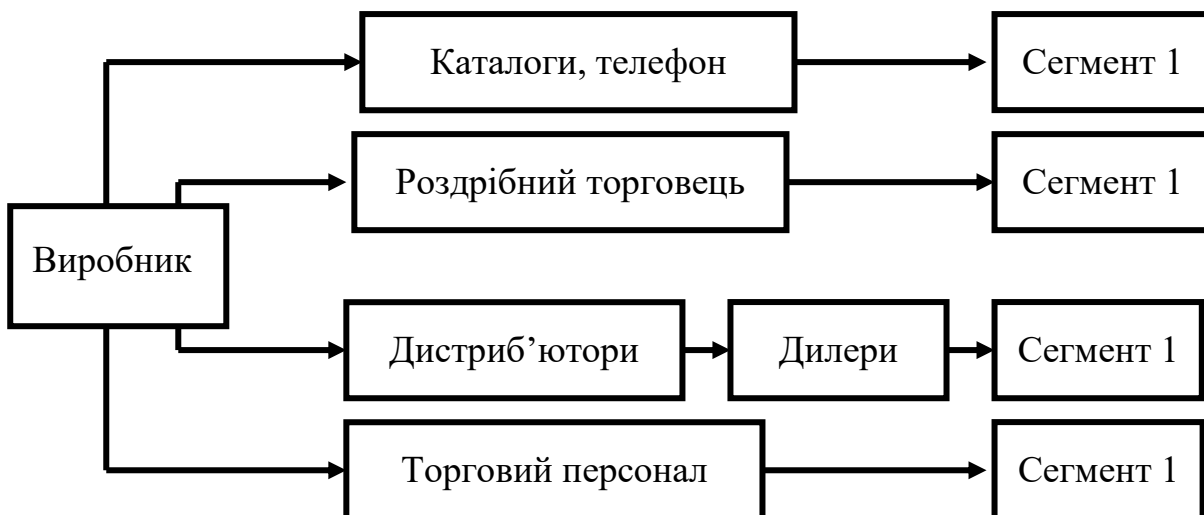 Каталоги, телефон
Сегмент 1
Роздрібний торговець
Сегмент 1
Виробник
Дистриб’ютори
Дилери
Сегмент 1
Торговий персонал
Сегмент 1